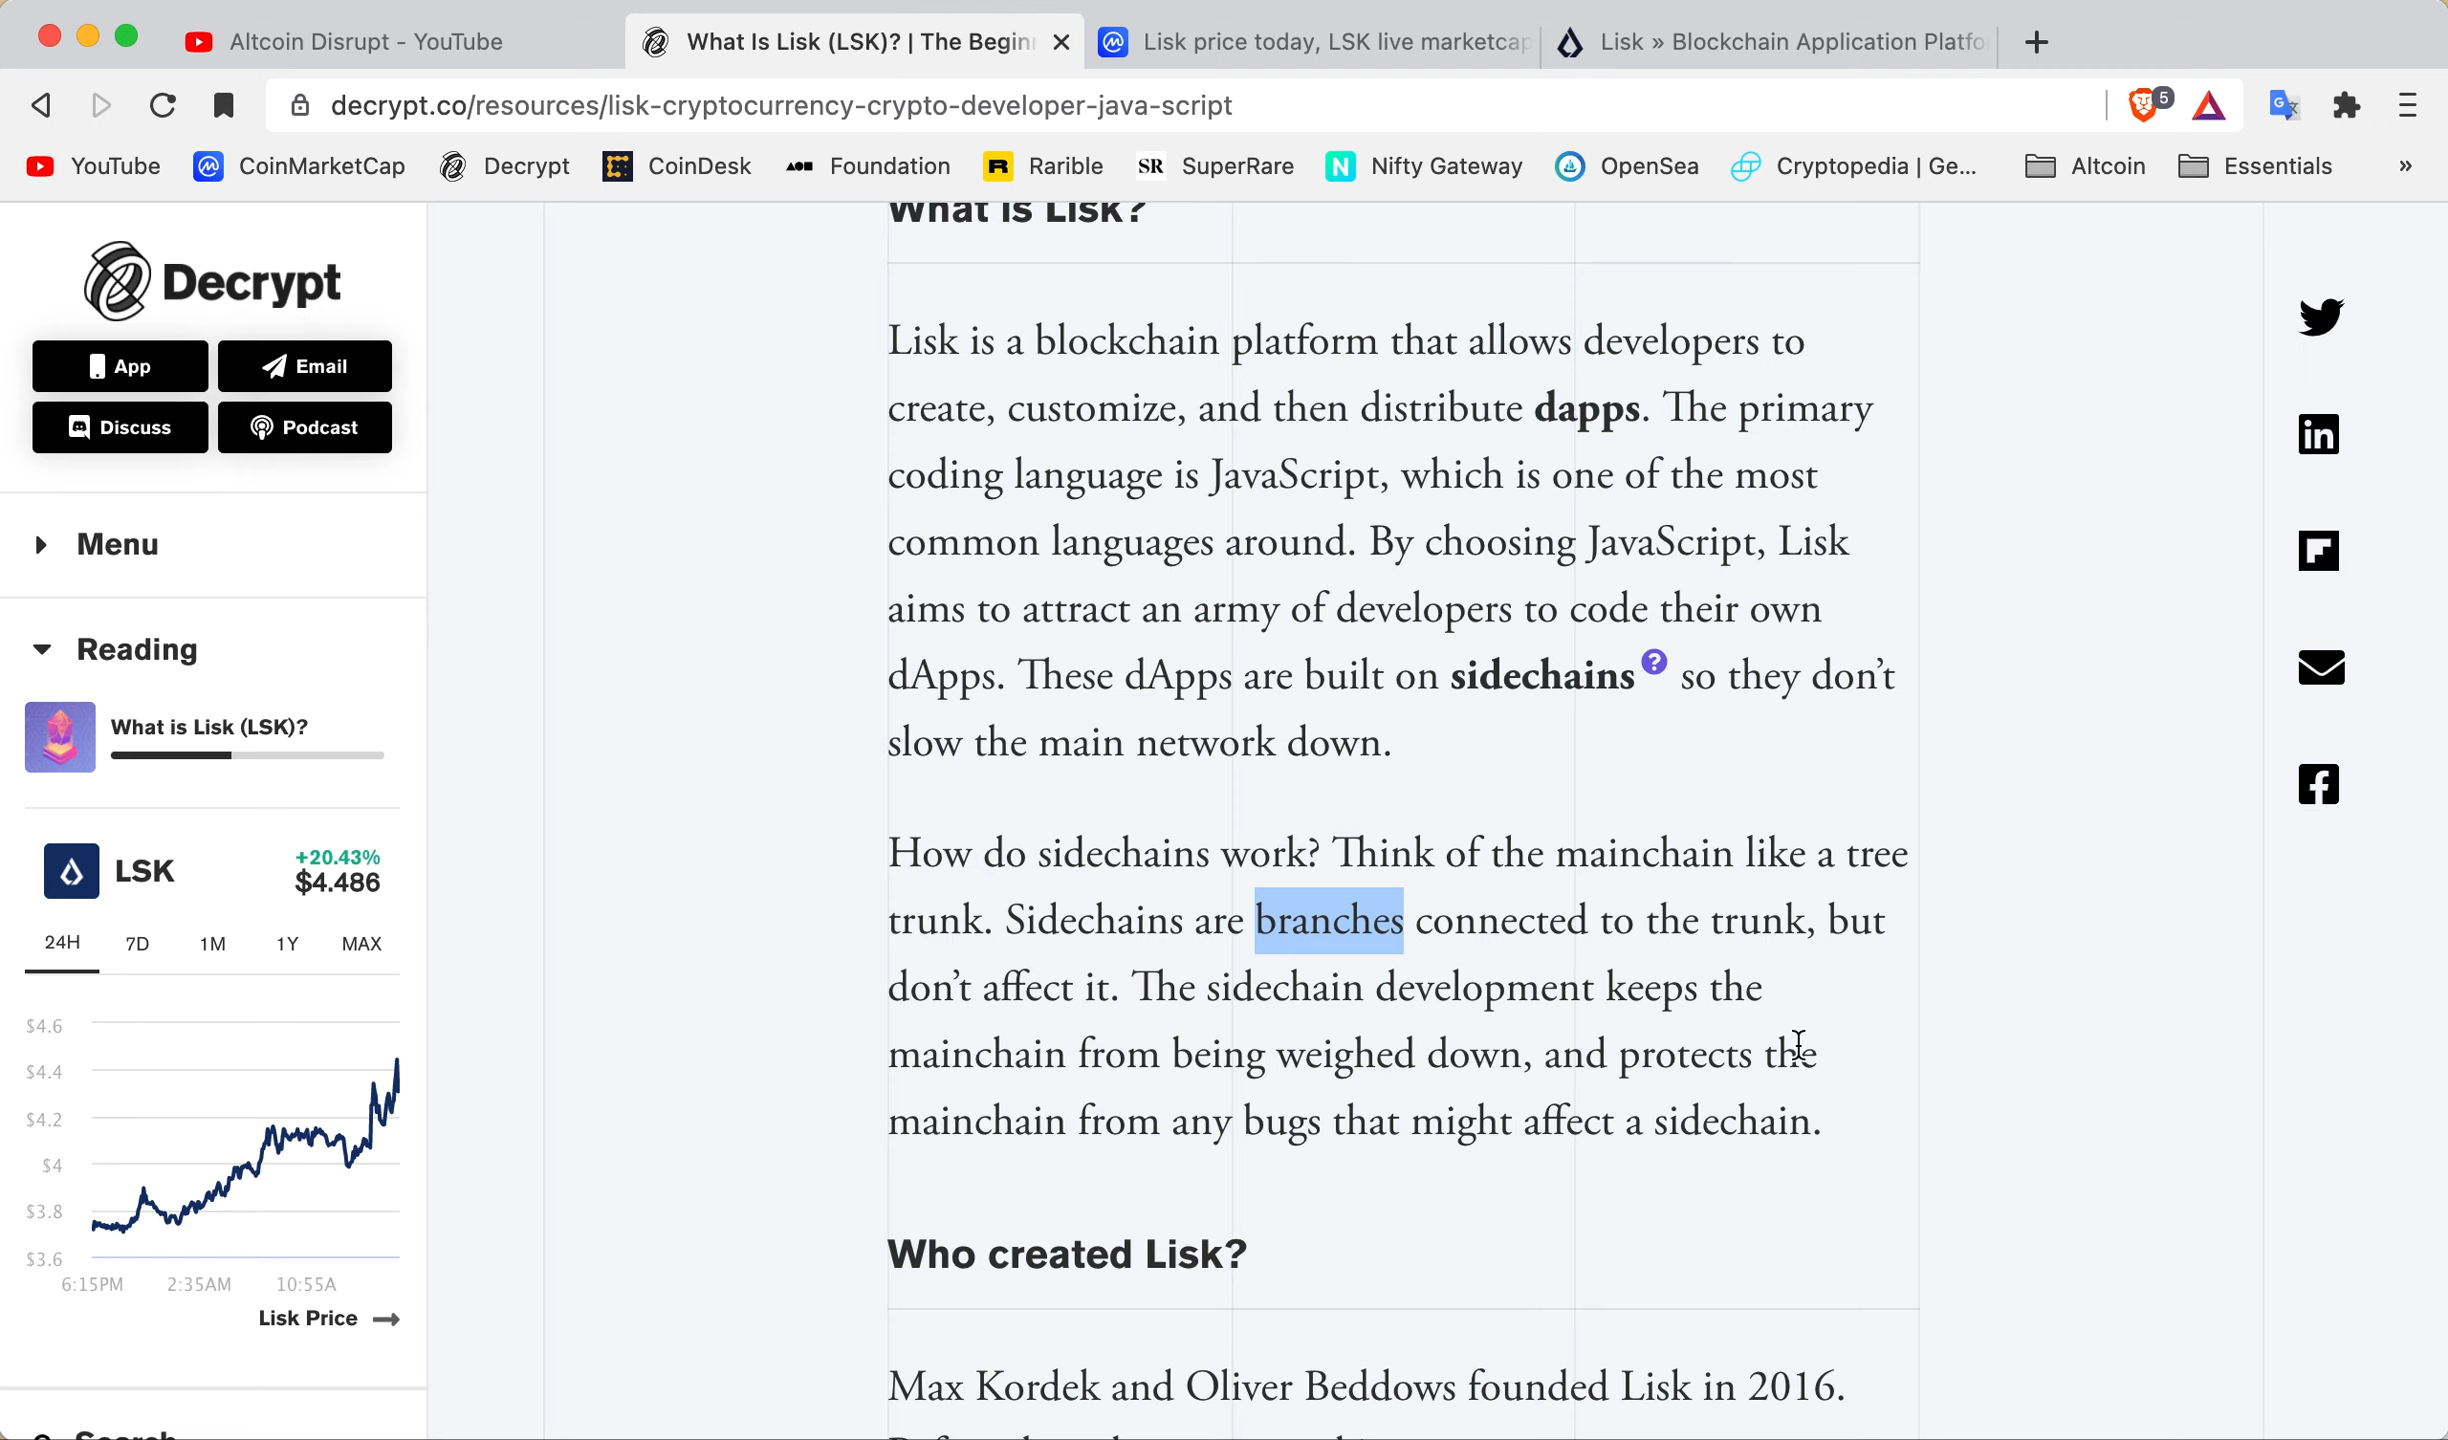 Altcoin Disrupt - YouTube
What Is Lisk (LSK)? | The Begin
Lisk price today, LSK live marketcap
Lisk » Blockchain Application Platfo
decrypt.co/resources/lisk-cryptocurrency-crypto-developer-java-script
5
YouTube
CoinMarketCap
Decrypt
CoinDesk
Foundation
Rarible
SR SuperRare
Nifty Gateway
OpenSea
Cryptopedia | Ge...
Altcoin
Essentials
»
Decrypt
App
Email
Discuss
Podcast
Menu
Reading
What is Lisk (LSK)?
LSK
+20.43%
$4.486
24H 7D 1M 1Y MAX
$4.6
$4.4
$4.2
$4
$3.8
$3.6
6:15PM 2:35AM 10:55A
Lisk Price →
Search
What is Lisk?
Lisk is a blockchain platform that allows developers to
create, customize, and then distribute dapps. The primary
coding language is JavaScript, which is one of the most
common languages around. By choosing JavaScript, Lisk
aims to attract an army of developers to code their own
dApps. These dApps are built on sidechains ? so they don't
slow the main network down.
How do sidechains work? Think of the mainchain like a tree
trunk. Sidechains are branches connected to the trunk, but
don't affect it. The sidechain development keeps the
mainchain from being weighed down, and protects the
mainchain from any bugs that might affect a sidechain.
Who created Lisk?
Max Kordek and Oliver Beddows founded Lisk in 2016.